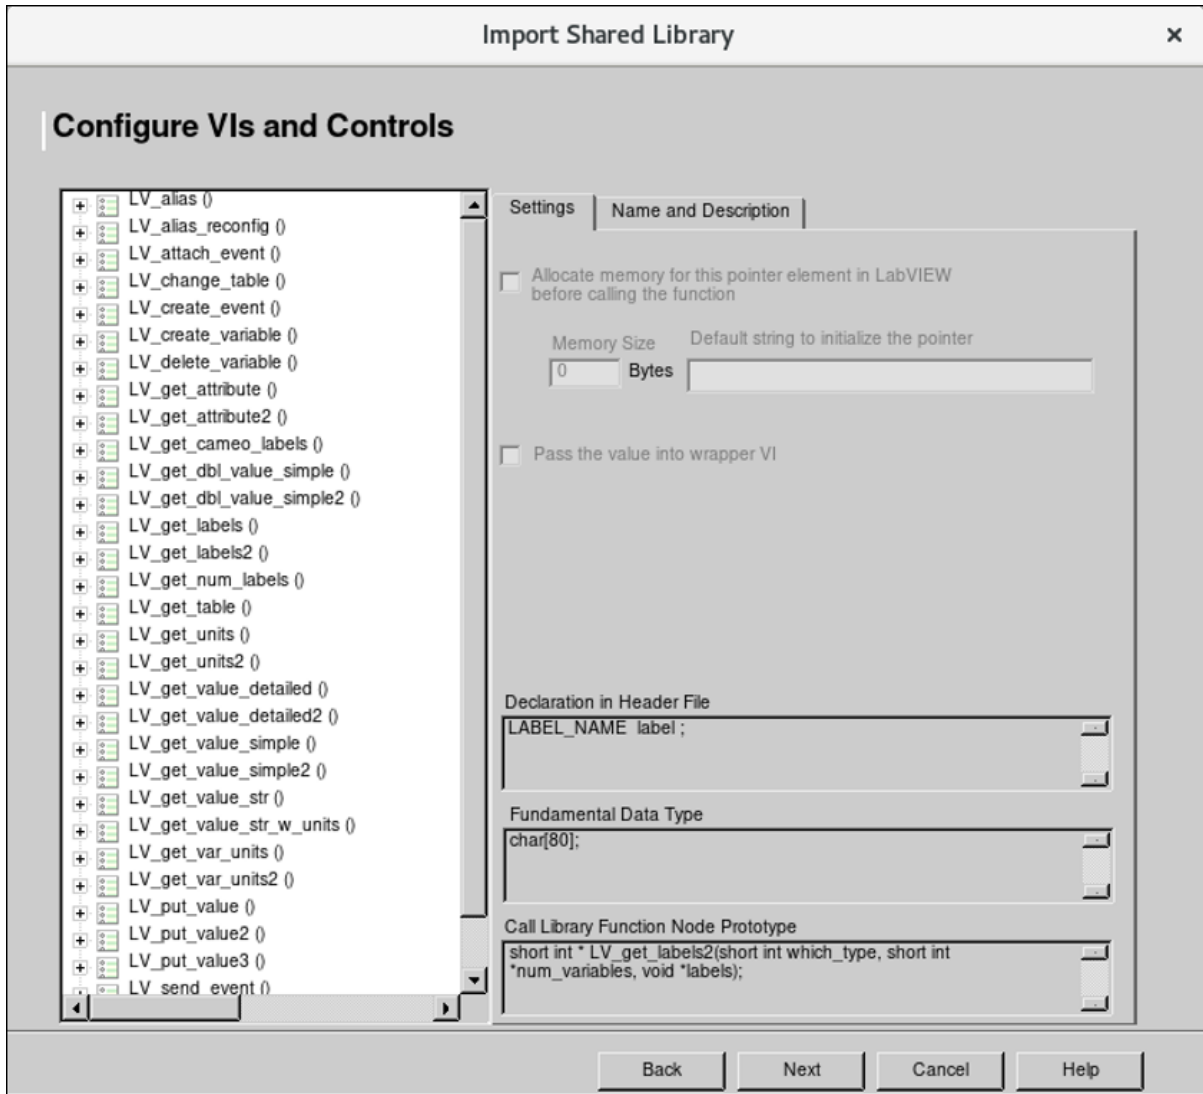 Import Shared Library
Configure VIs and Controls
LV_alias ()
LV_alias_reconfig ()
LV_attach_event ()
LV_change_table ()
LV_create_event ()
LV_create_variable ()
LV_delete_variable ()
LV_get_attribute ()
LV_get_attribute2 ()
LV_get_cameo_labels ()
LV_get_dbl_value_simple ()
LV_get_dbl_value_simple2 ()
LV_get_labels ()
LV_get_labels2 ()
LV_get_num_labels ()
LV_get_table ()
LV_get_units ()
LV_get_units2 ()
LV_get_value_detailed ()
LV_get_value_detailed2 ()
LV_get_value_simple ()
LV_get_value_simple2 ()
LV_get_value_str ()
LV_get_value_str_w_units ()
LV_get_var_units ()
LV_get_var_units2 ()
LV_put_value ()
LV_put_value2 ()
LV_put_value3 ()
LV_send_event ()
Settings
Name and Description
Allocate memory for this pointer element in LabVIEW
before calling the function
Memory Size
Default string to initialize the pointer
0
Bytes
Pass the value into wrapper VI
Declaration in Header File
LABEL_NAME label ;
Fundamental Data Type
char[80];
Call Library Function Node Prototype
short int * LV_get_labels2(short int which_type, short int
*num_variables, void *labels);
Back
Next
Cancel
Help